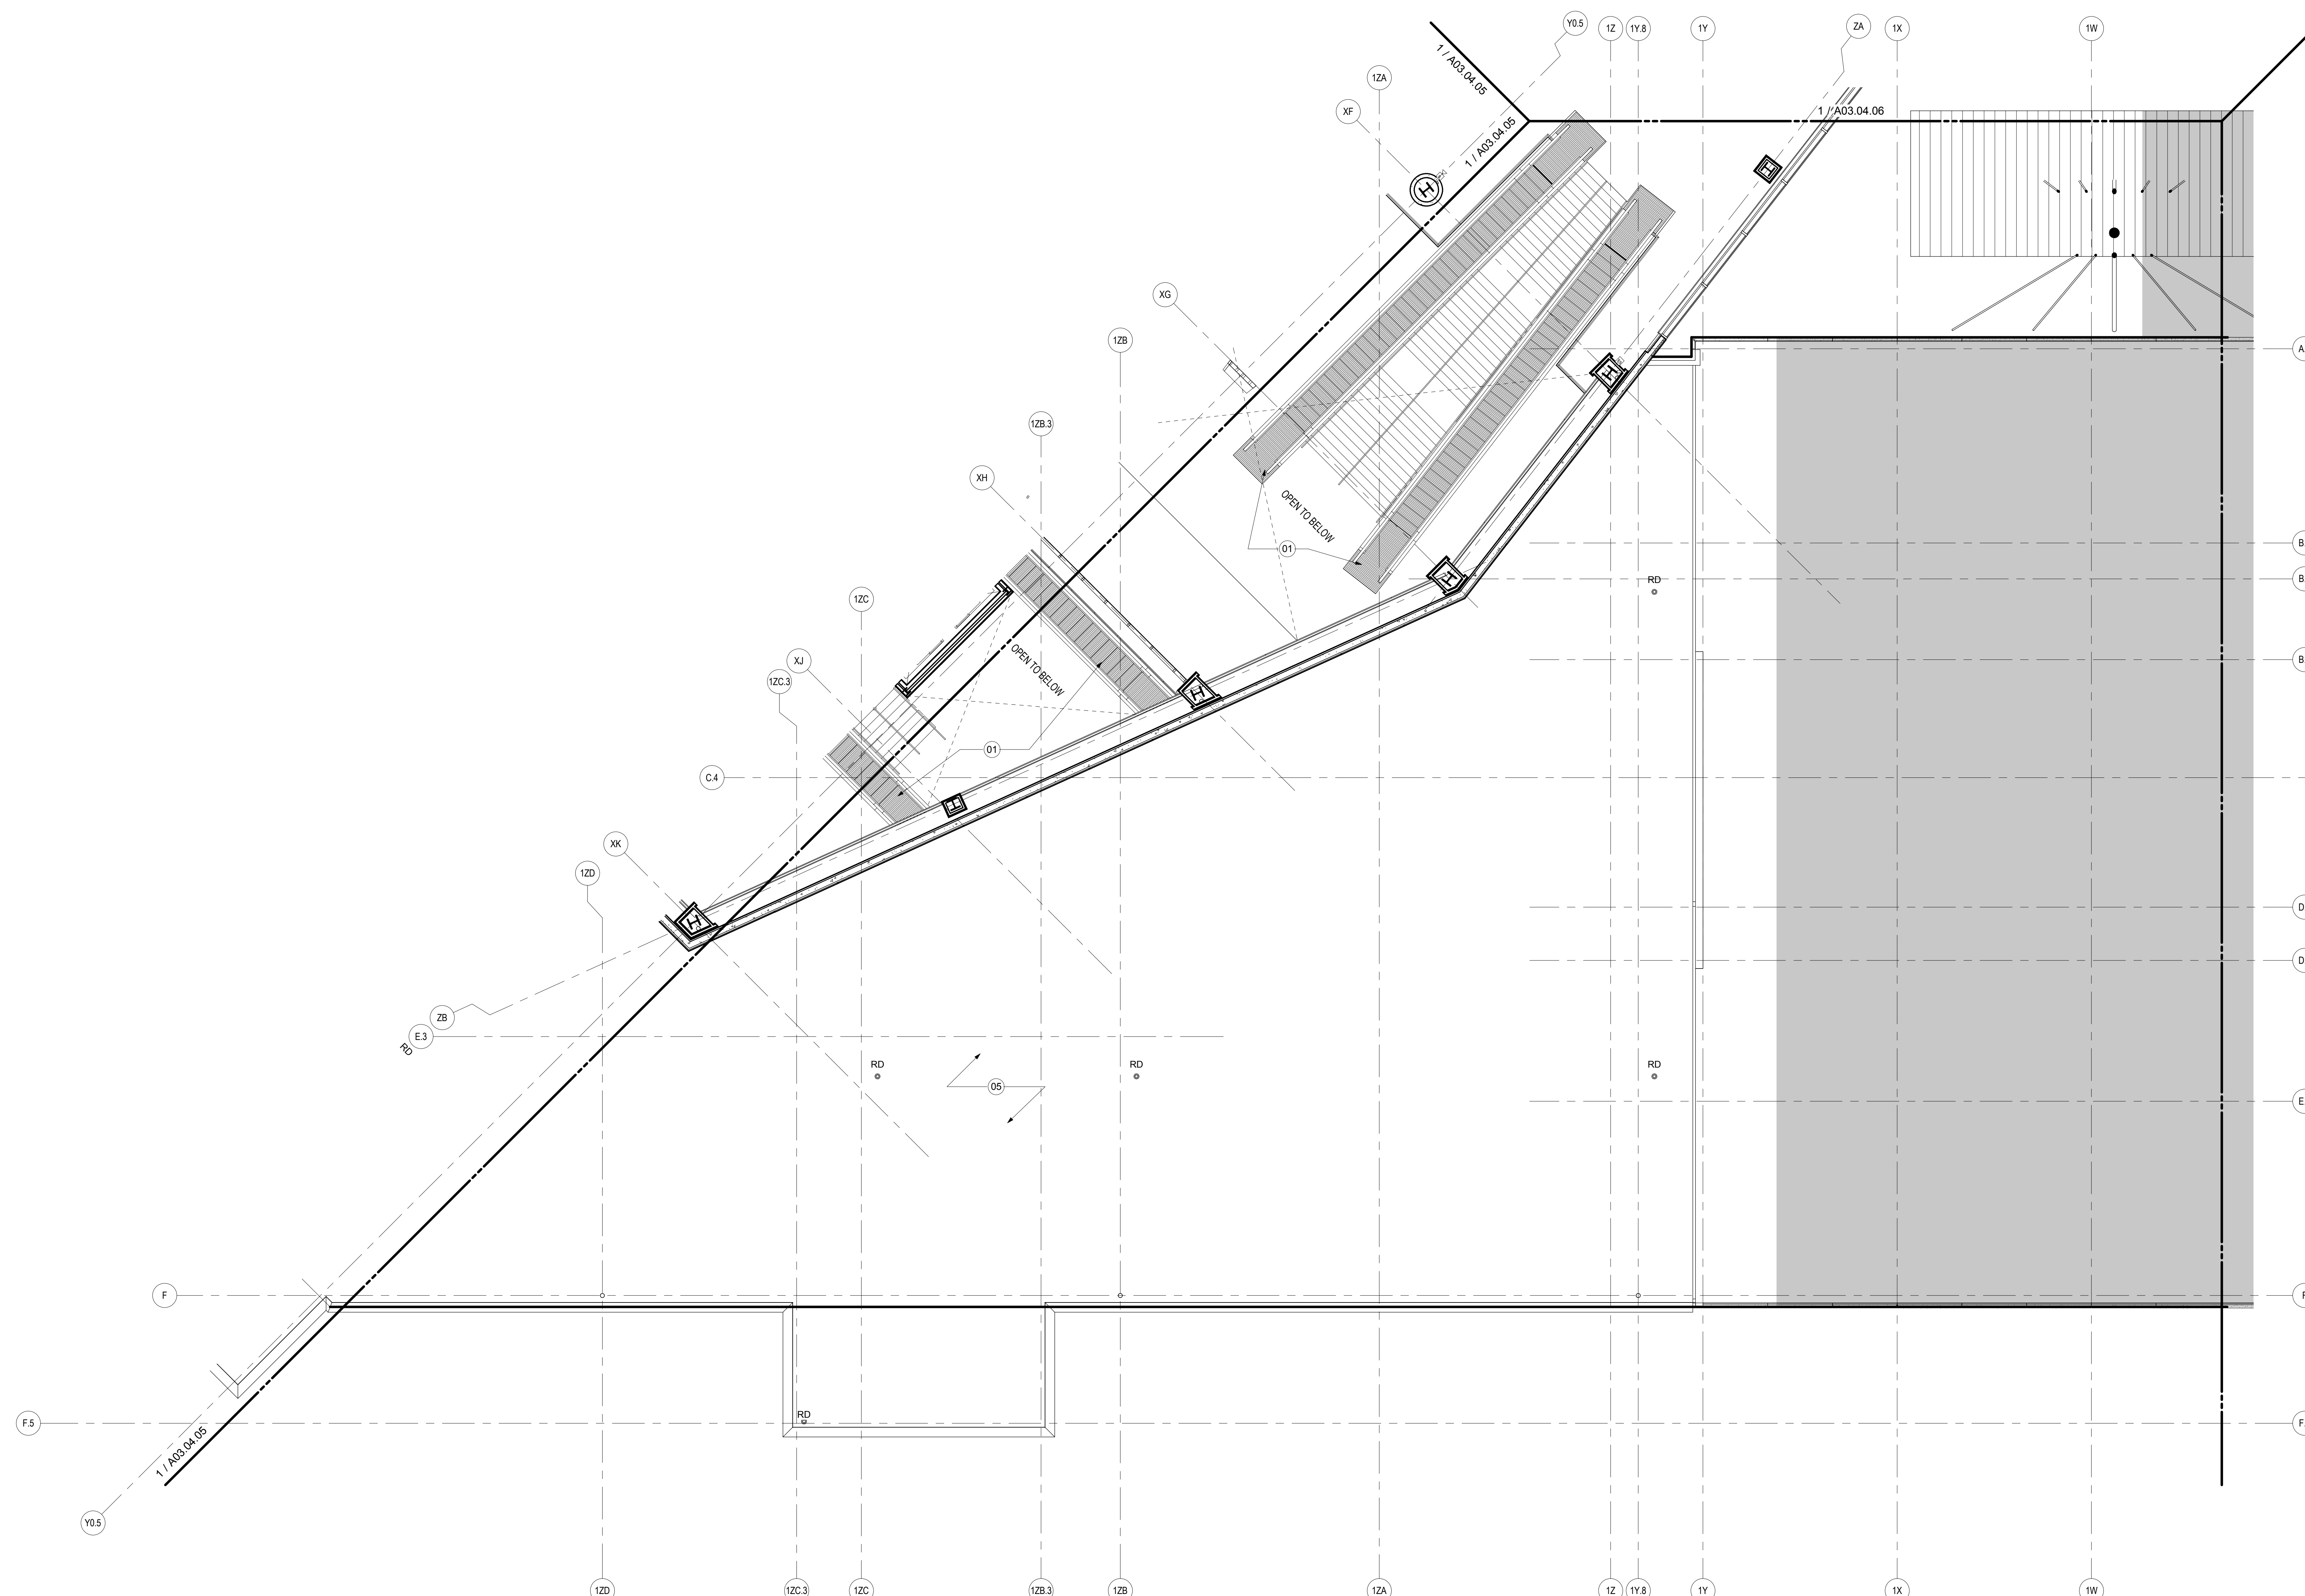 Y0.5
1Z
1Y.8
1Y
ZA
1X
1W
1 / A03.04.05
1ZA
XF
1 / A03.04.05
1 / A03.04.06
XG
1ZB
A
1ZB.3
XH
OPEN TO BELOW
01
B
B
RD
1ZC
XJ
1ZC.3
OPEN TO BELOW
B
01
C.4
XK
1ZD
D
D
ZB
E.3
RD
RD
RD
RD
05
E
F
F
F.5
RD
F
1 / A03.04.05
Y0.5
1ZD
1ZC.3
1ZC
1ZB.3
1ZB
1ZA
1Z
1Y.8
1Y
1X
1W